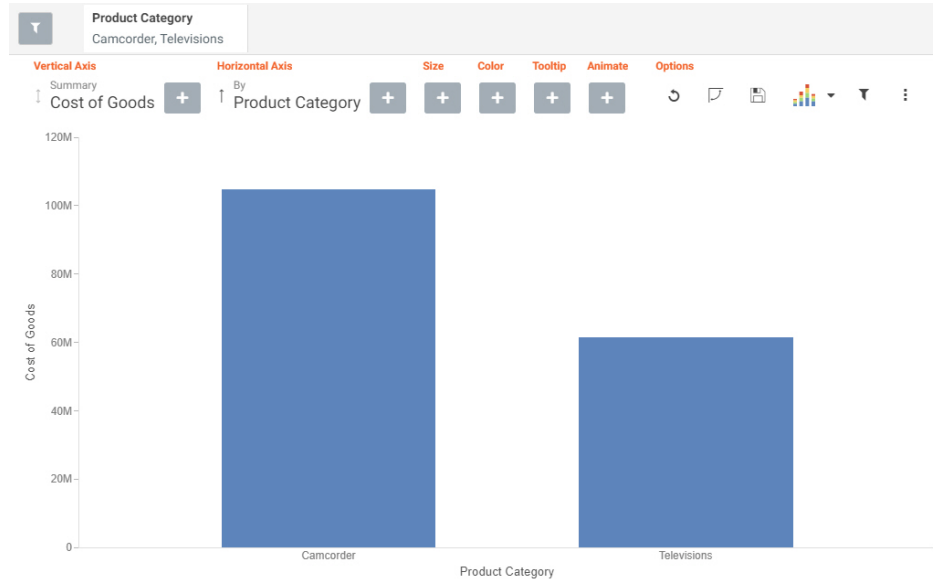 Product Category
Camcorder, Televisions
Vertical Axis
Horizontal Axis
Size
Color
Tooltip
Animate
Options
Summary
Cost of Goods
By
Product Category
120M
100M
80M
60M
40M
20M
0
Cost of Goods
Camcorder
Televisions
Product Category